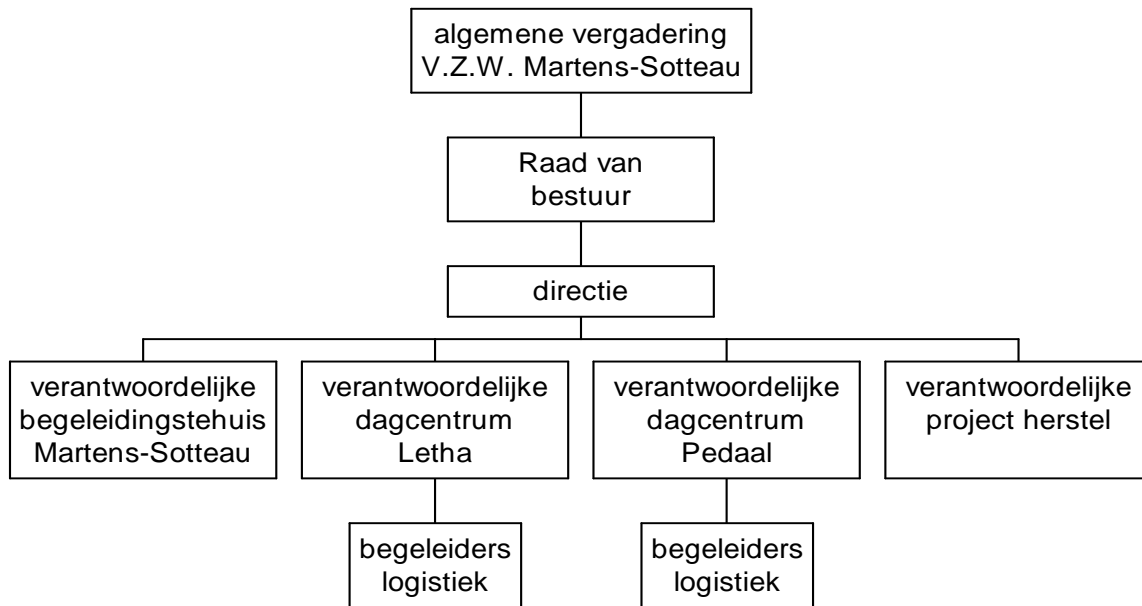 algemene vergadering
V.Z.W. Martens-Sotteau
Raad van
bestuur
directie
verantwoordelijke
begeleidingstehuis
Martens-Sotteau
verantwoordelijke
dagcentrum
Letha
verantwoordelijke
dagcentrum
Pedaal
verantwoordelijke
project herstel
begeleiders
logistiek
begeleiders
logistiek